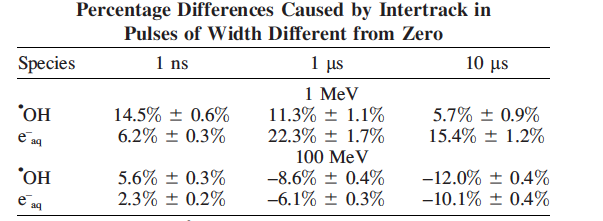 Percentage Differences Caused by Intertrack in
Pulses of Width Different from Zero
Species 1 ns 1 μs 10 μs
1 MeV
•OH 14.5% ± 0.6% 11.3% ± 1.1% 5.7% ± 0.9%
e⁻aq 6.2% ± 0.3% 22.3% ± 1.7% 15.4% ± 1.2%
100 MeV
•OH 5.6% ± 0.3% –8.6% ± 0.4% –12.0% ± 0.4%
e⁻aq 2.3% ± 0.2% –6.1% ± 0.3% –10.1% ± 0.4%